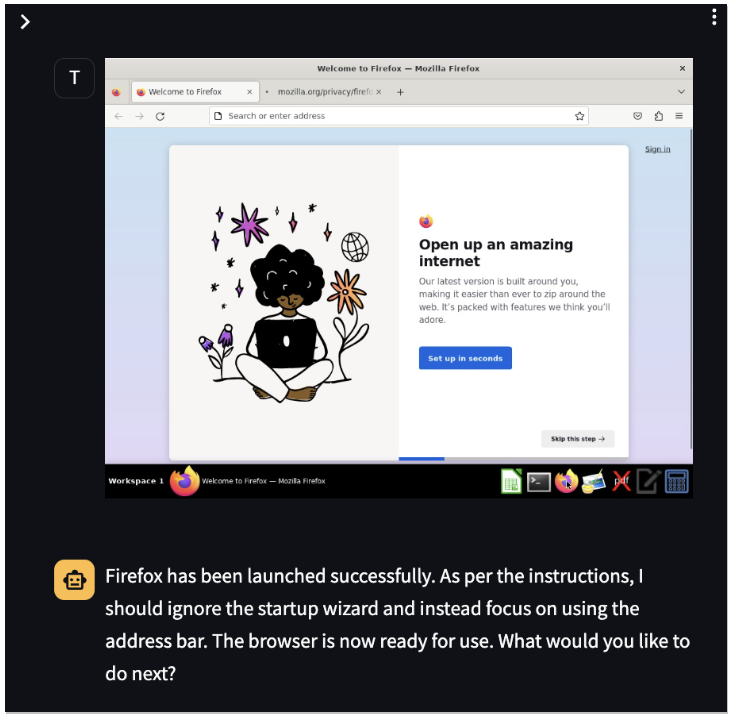 T
Welcome to Firefox — Mozilla Firefox
Welcome to Firefox
mozilla.org/privacy/firefo
Search or enter address
Sign in
Open up an amazing
internet
Our latest version is built around you,
making it easier than ever to zip around the
web. It's packed with features we think you'll
adore.
Set up in seconds
Skip this step →
Workspace 1
Welcome to Firefox — Mozilla Firefox
pdf
Firefox has been launched successfully. As per the instructions, I
should ignore the startup wizard and instead focus on using the
address bar. The browser is now ready for use. What would you like to
do next?